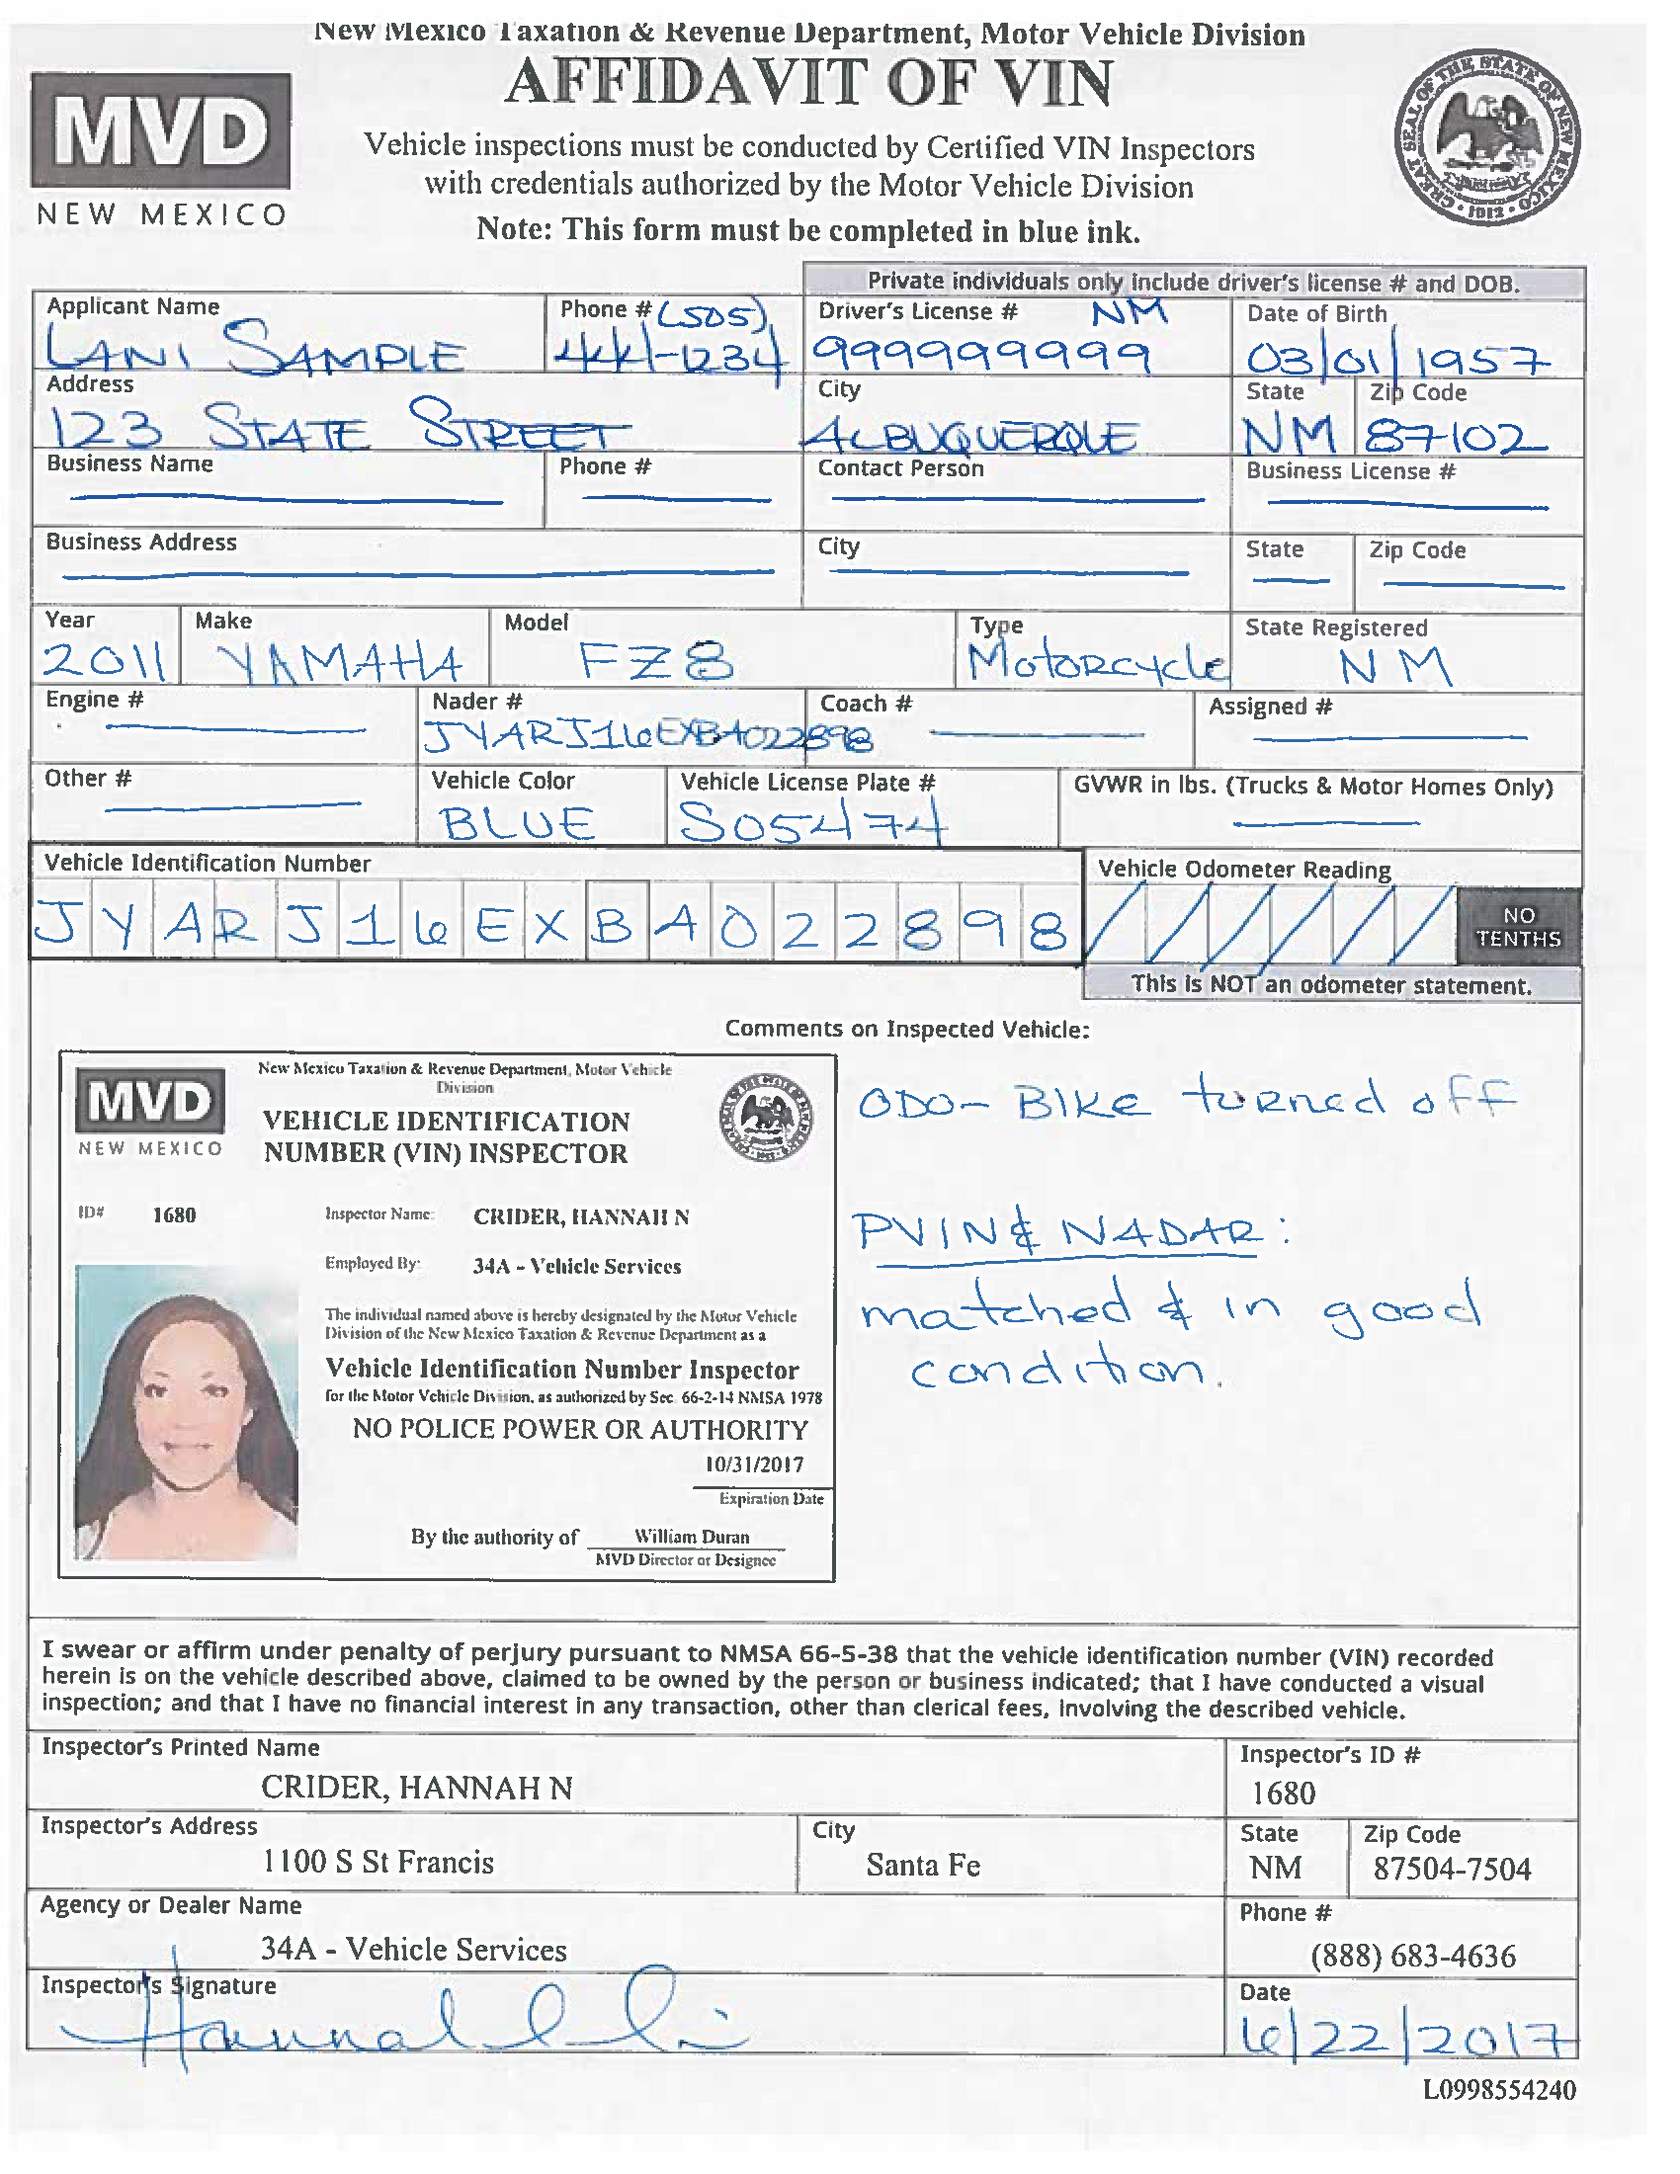 New Mexico Taxation & Revenue Department, Motor Vehicle Division
AFFIDAVIT OF VIN
MVD
NEW MEXICO
Vehicle inspections must be conducted by Certified VIN Inspectors
with credentials authorized by the Motor Vehicle Division
Note: This form must be completed in blue ink.
GREAT SEAL OF THE STATE OF NEW MEXICO
1912
Private individuals only include driver's license # and DOB.
Applicant Name Phone # (505) Driver's License # NM Date of Birth
LANI SAMPLE 444-1234 999999999 03/01/1957
Address City State Zip Code
123 STATE STREET ALBUQUERQUE NM 87102
Business Name Phone # Contact Person Business License #
Business Address City State Zip Code
Year Make Model Type State Registered
2011 YAMAHA FZ8 Motorcycle NM
Engine # Nader # Coach # Assigned #
JYARJ16EXBA022898
Other # Vehicle Color Vehicle License Plate # GVWR in lbs. (Trucks & Motor Homes Only)
BLUE S05474
Vehicle Identification Number Vehicle Odometer Reading
JYARJ16EXBA022898 NO
TENTHS
This is NOT an odometer statement.
Comments on Inspected Vehicle:
MVD
NEW MEXICO
New Mexico Taxation & Revenue Department, Motor Vehicle
Division
VEHICLE IDENTIFICATION
NUMBER (VIN) INSPECTOR
ID# 1680 Inspector Name: CRIDER, HANNAH N
Employed By: 34A - Vehicle Services
The individual named above is hereby designated by the Motor Vehicle
Division of the New Mexico Taxation & Revenue Department as a
Vehicle Identification Number Inspector
for the Motor Vehicle Division, as authorized by Sec. 66-2-14 NMSA 1978
NO POLICE POWER OR AUTHORITY
10/31/2017
Expiration Date
By the authority of William Duran
MVD Director or Designee
ODO- BIKE turned off
PVIN & NADAR:
matched & in good
condition.
I swear or affirm under penalty of perjury pursuant to NMSA 66-5-38 that the vehicle identification number (VIN) recorded
herein is on the vehicle described above, claimed to be owned by the person or business indicated; that I have conducted a visual
inspection; and that I have no financial interest in any transaction, other than clerical fees, involving the described vehicle.
Inspector's Printed Name Inspector's ID #
CRIDER, HANNAH N 1680
Inspector's Address City State Zip Code
1100 S St Francis Santa Fe NM 87504-7504
Agency or Dealer Name Phone #
34A - Vehicle Services (888) 683-4636
Inspector's Signature Date
Hannah 6/22/2017
L0998554240